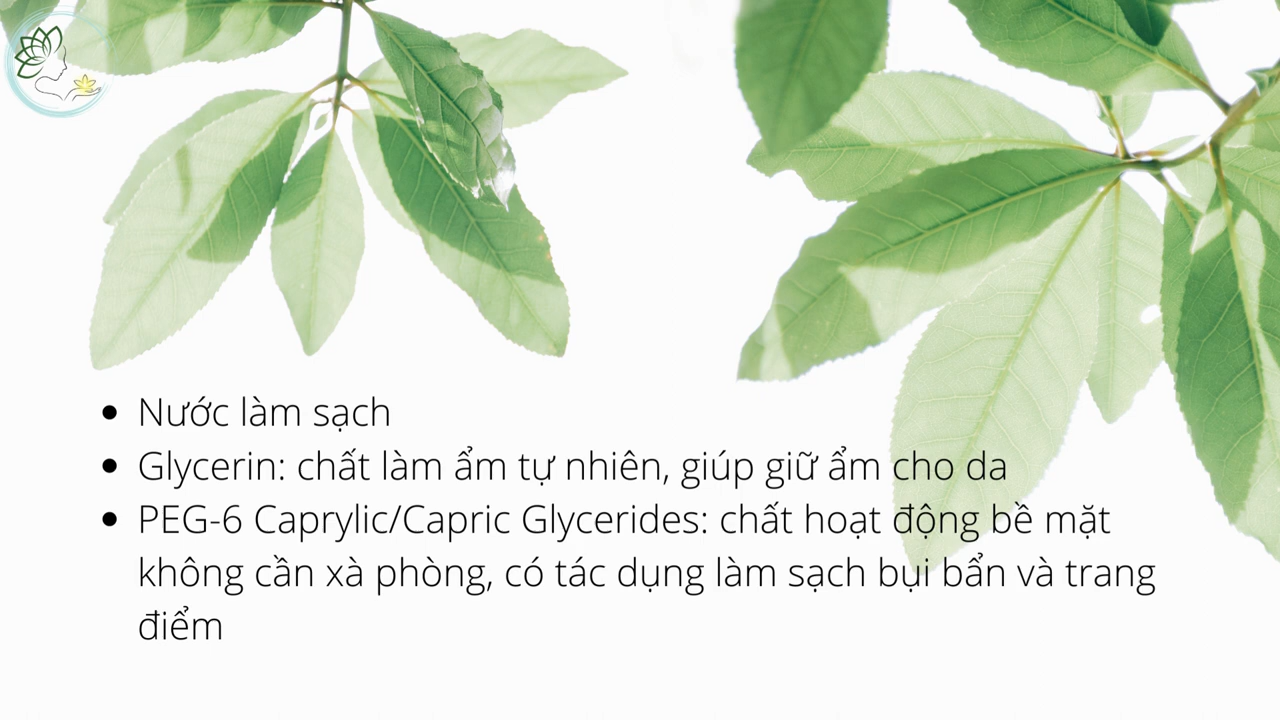 Nước làm sạch
Glycerin: chất làm ẩm tự nhiên, giúp giữ ẩm cho da
PEG-6 Caprylic/Capric Glycerides: chất hoạt động bề mặt
không cần xà phòng, có tác dụng làm sạch bụi bẩn và trang
điểm